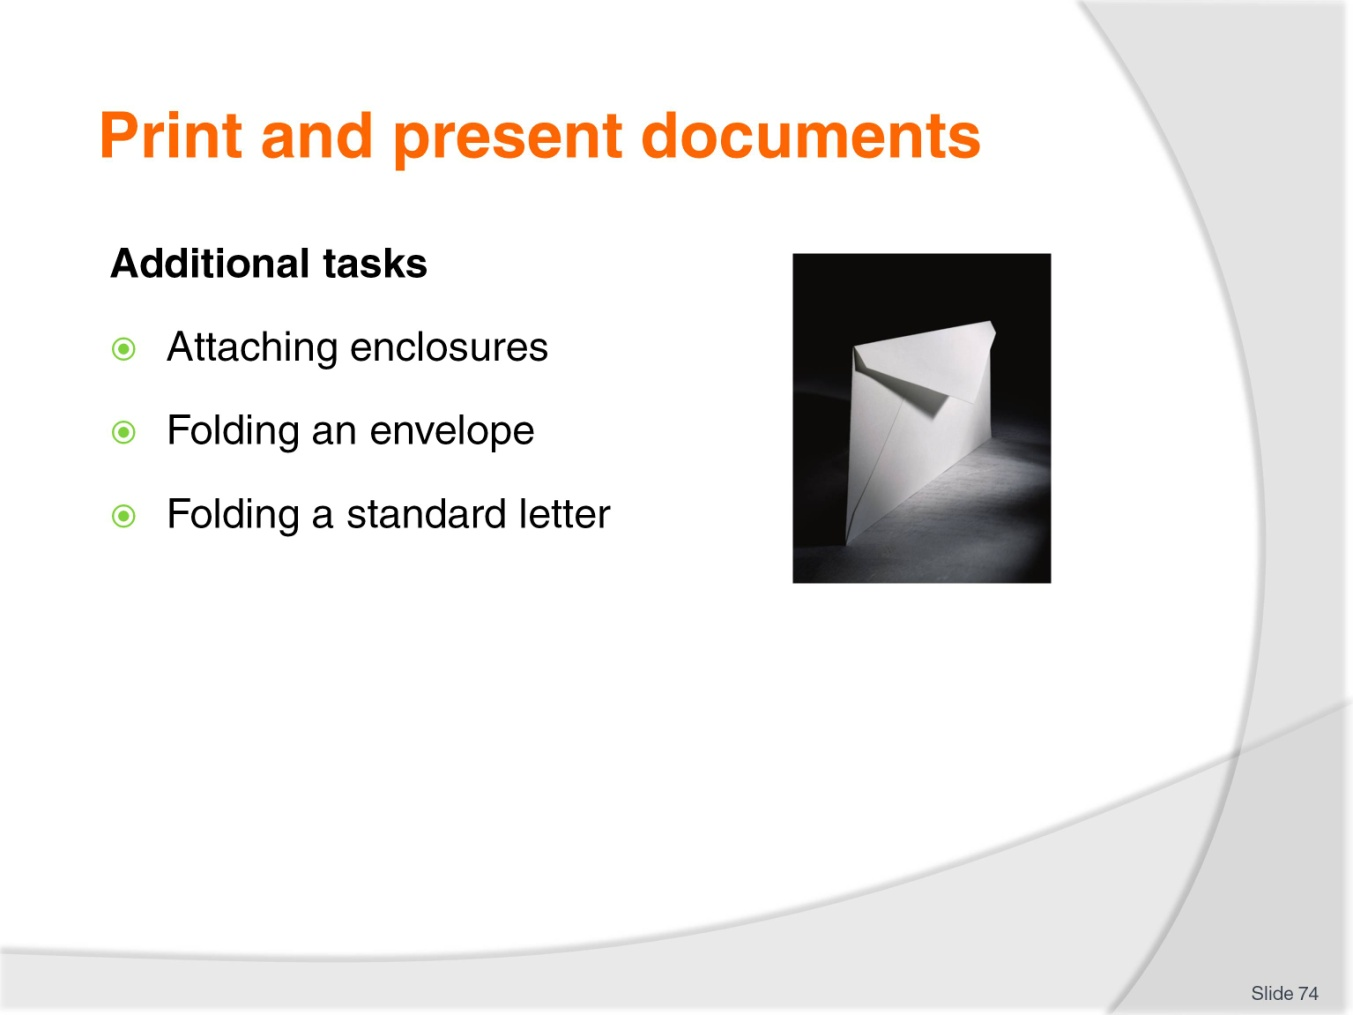 Print and present documents
Additional tasks
Attaching enclosures
Folding an envelope
Folding a standard letter
Slide 74